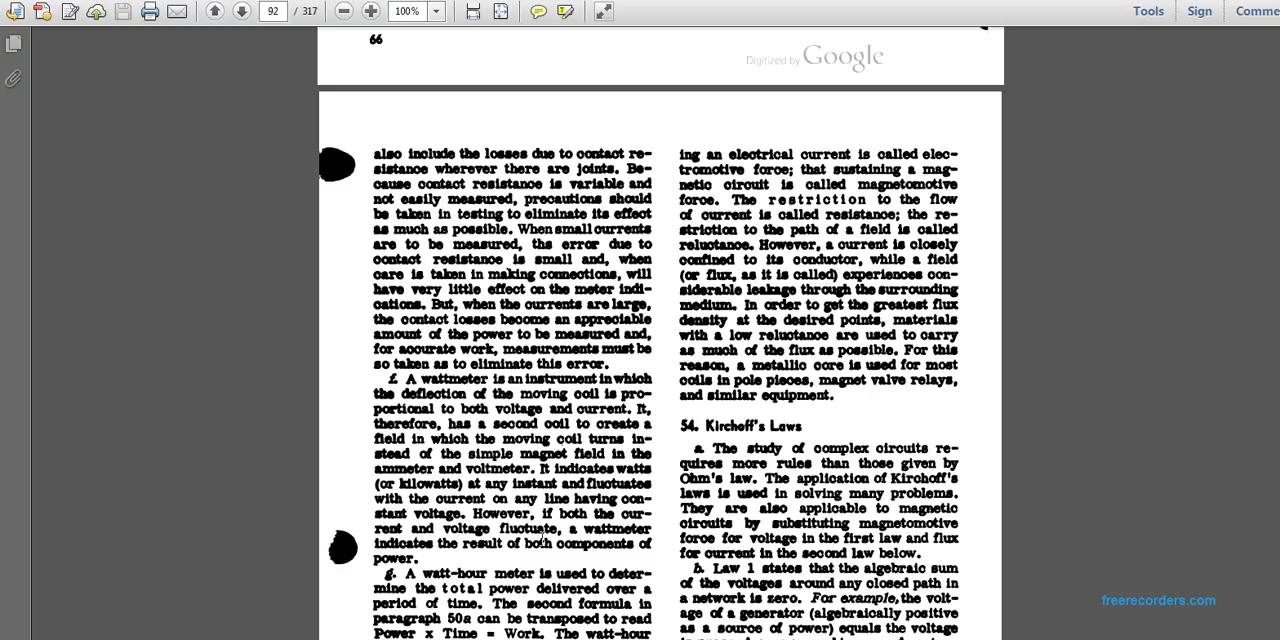 92 / 317
100%
Tools
Sign
Comme
66
Digitized by Google
also include the losses due to contact re-
sistance wherever there are joints. Be-
cause contact resistance is variable and
not easily measured, precautions should
be taken in testing to eliminate its effect
as much as possible. When small currents
are to be measured, ths error due to
contact resistance is small and, when
care is taken in making connections, will
have very little effect on the meter indi-
cations. But, when the currents are large,
the contact losses become an appreciable
amount of the power to be measured and,
for accurate work, measurements must be
so taken as to eliminate this error.
f. A wattmeter is an instrument in which
the deflection of the moving coil is pro-
portional to both voltage and current. It,
therefore, has a second coil to create a
field in which the moving coil turns in-
stead of the simple magnet field in the
ammeter and voltmeter. It indicates watts
(or kilowatts) at any instant and fluctuates
with the current on any line having con-
stant voltage. However, if both the cur-
rent and voltage fluctuate, a wattmeter
indicates the result of both components of
power.
g. A watt-hour meter is used to deter-
mine the total power delivered over a
period of time. The second formula in
paragraph 50a can be transposed to read
Power x Time = Work. The watt-hour
ing an electrical current is called elec-
tromotive force; that sustaining a mag-
netic circuit is called magnetomotive
force. The restriction to the flow
of current is called resistance; the re-
striction to the path of a field is called
reluctance. However, a current is closely
confined to its conductor, while a field
(or flux, as it is called) experiences con-
siderable leakage through the surrounding
medium. In order to get the greatest flux
density at the desired points, materials
with a low reluctance are used to carry
as much of the flux as possible. For this
reason, a metallic core is used for most
coils in pole pieces, magnet valve relays,
and similar equipment.
54. Kirchoff's Laws
a. The study of complex circuits re-
quires more rules than those given by
Ohm's law. The application of Kirchoff's
laws is used in solving many problems.
They are also applicable to magnetic
circuits by substituting magnetomotive
force for voltage in the first law and flux
for current in the second law below.
b. Law 1 states that the algebraic sum
of the voltages around any closed path in
a network is zero. For example, the volt-
age of a generator (algebraically positive
as a source of power) equals the voltage
freerecorders.com